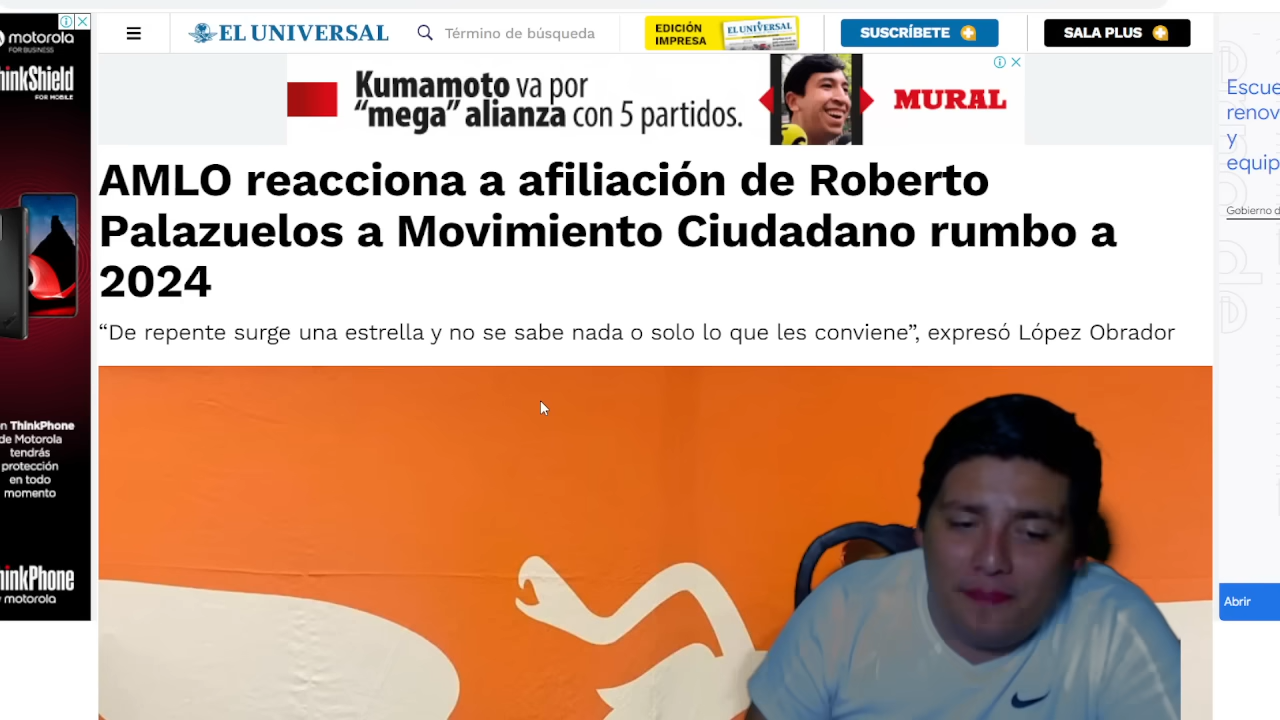 motorola
FOR BUSINESS
hinkShield
FOR MOBILE
n ThinkPhone
de Motorola
tendrás
protección
en todo
momento
hinkPhone
y motorola
EL UNIVERSAL
Término de búsqueda
EDICIÓN
IMPRESA
EL UNIVERSAL
SUSCRÍBETE
SALA PLUS
Kumamoto va por
“mega” alianza con 5 partidos.
MURAL
AMLO reacciona a afiliación de Roberto
Palazuelos a Movimiento Ciudadano rumbo a
2024
“De repente surge una estrella y no se sabe nada o solo lo que les conviene”, expresó López Obrador
Escue
renov
y
equip
Gobierno d
Abrir